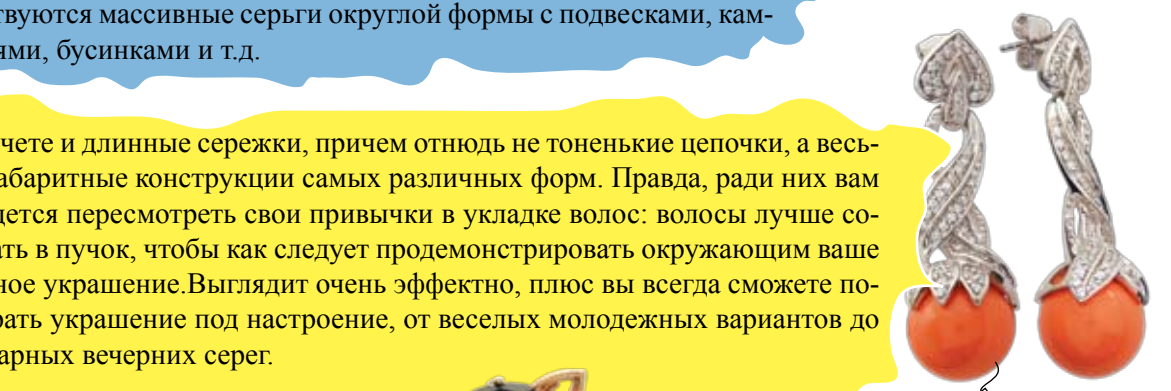 твуются массивные серьги округлой формы с подвесками, кам-
ями, бусинками и т.д.
чете и длинные сережки, причем отнюдь не тоненькие цепочки, а весь-
абаритные конструкции самых различных форм. Правда, ради них вам
дется пересмотреть свои привычки в укладке волос: волосы лучше со-
ать в пучок, чтобы как следует продемонстрировать окружающим ваше
ное украшение.Выглядит очень эффектно, плюс вы всегда сможете по-
рать украшение под настроение, от веселых молодежных вариантов до
арных вечерних серег.